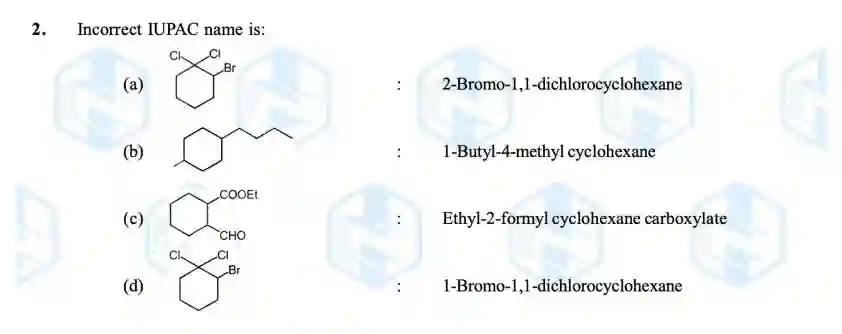 2. Incorrect IUPAC name is:
Cl Cl
Br
(a) : 2-Bromo-1,1-dichlorocyclohexane
(b) : 1-Butyl-4-methyl cyclohexane
COOEt
(c) : Ethyl-2-formyl cyclohexane carboxylate
CHO
Cl Cl
Br
(d) : 1-Bromo-1,1-dichlorocyclohexane